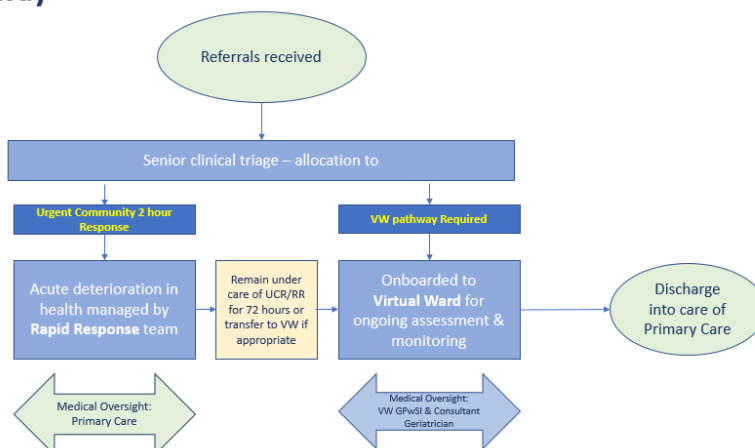 Referrals received
Senior clinical triage – allocation to
Urgent Community 2 hour
Response
VW pathway Required
Acute deterioration in
health managed by
Rapid Response team
Remain under
care of UCR/RR
for 72 hours or
transfer to VW if
appropriate
Onboarded to
Virtual Ward for
ongoing assessment &
monitoring
Discharge
into care of
Primary Care
Medical Oversight:
Primary Care
Medical Oversight:
VW GPwSI & Consultant
Geriatrician